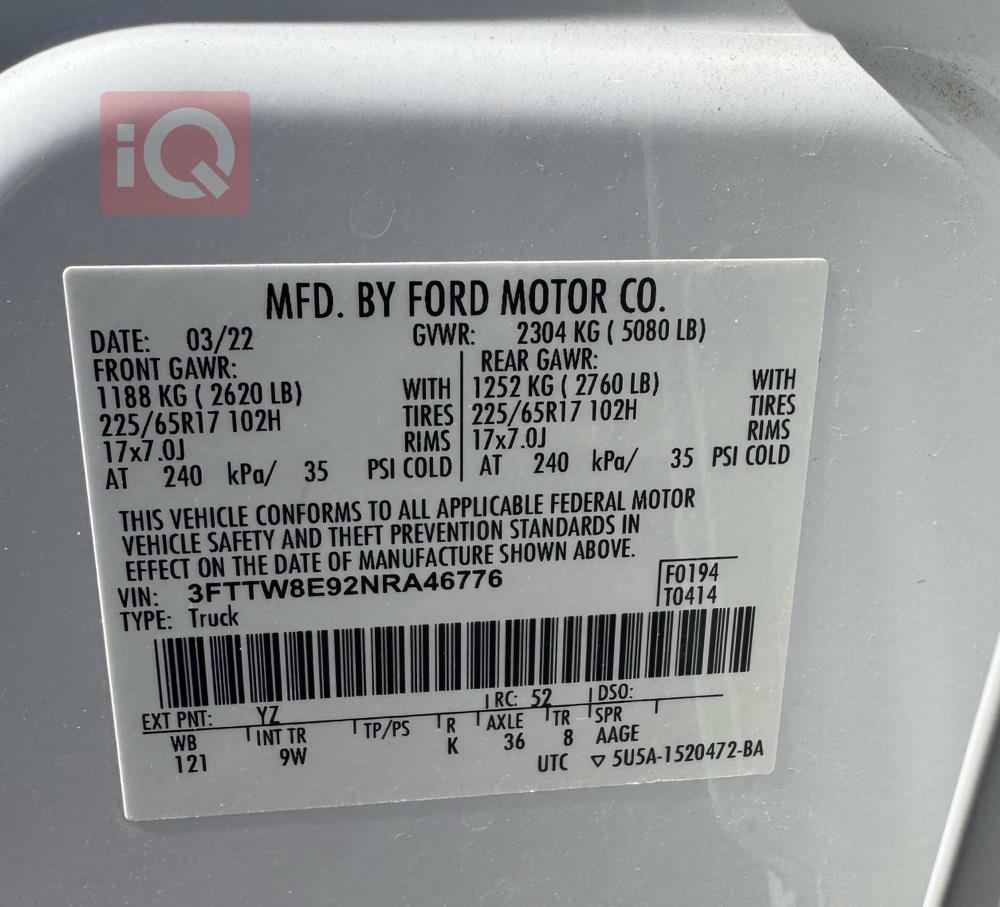 iQ
MFD. BY FORD MOTOR CO.
DATE: 03/22 GVWR: 2304 KG ( 5080 LB)
FRONT GAWR: REAR GAWR:
1188 KG ( 2620 LB) WITH 1252 KG ( 2760 LB) WITH
225/65R17 102H TIRES 225/65R17 102H TIRES
17x7.0J RIMS 17x7.0J RIMS
AT 240 kPa/ 35 PSI COLD AT 240 kPa/ 35 PSI COLD
THIS VEHICLE CONFORMS TO ALL APPLICABLE FEDERAL MOTOR
VEHICLE SAFETY AND THEFT PREVENTION STANDARDS IN
EFFECT ON THE DATE OF MANUFACTURE SHOWN ABOVE.
VIN: 3FTTW8E92NRA46776 F0194
TYPE: Truck T0414
EXT PNT: YZ RC: 52 DSO:
WB INT TR TP/PS R AXLE TR SPR
121 9W K 36 8 AAGE
UTC ▽ 5U5A-1520472-BA